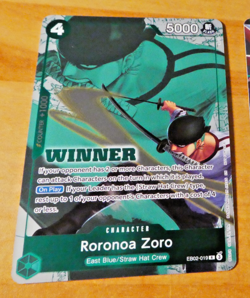 4
5000
COUNTER +1000
WINNER
If your opponent has 2 or more Characters, this Character
can attack Characters on the turn in which it is played.
On Play If your Leader has the {Straw Hat Crew} type,
rest up to 1 of your opponent's Characters with a cost of 4
or less.
CHARACTER
Roronoa Zoro
East Blue/Straw Hat Crew
EB02-019 R